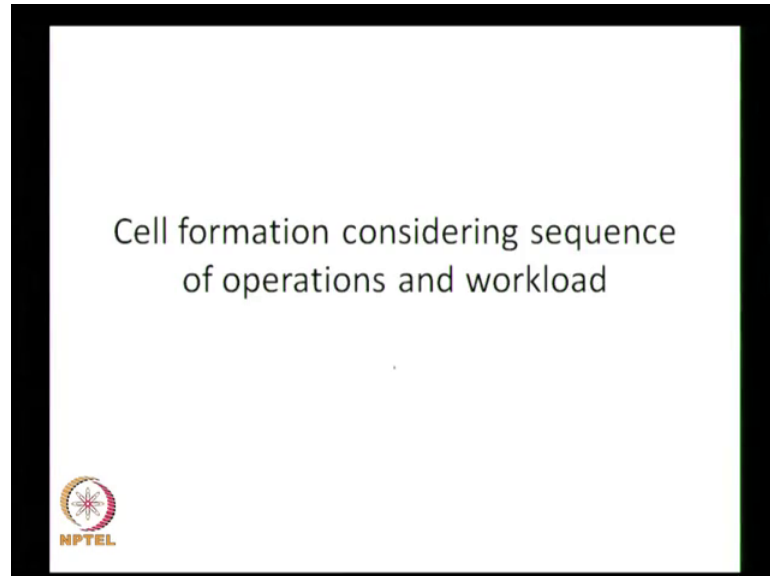 Cell formation considering sequence
of operations and workload
NPTEL